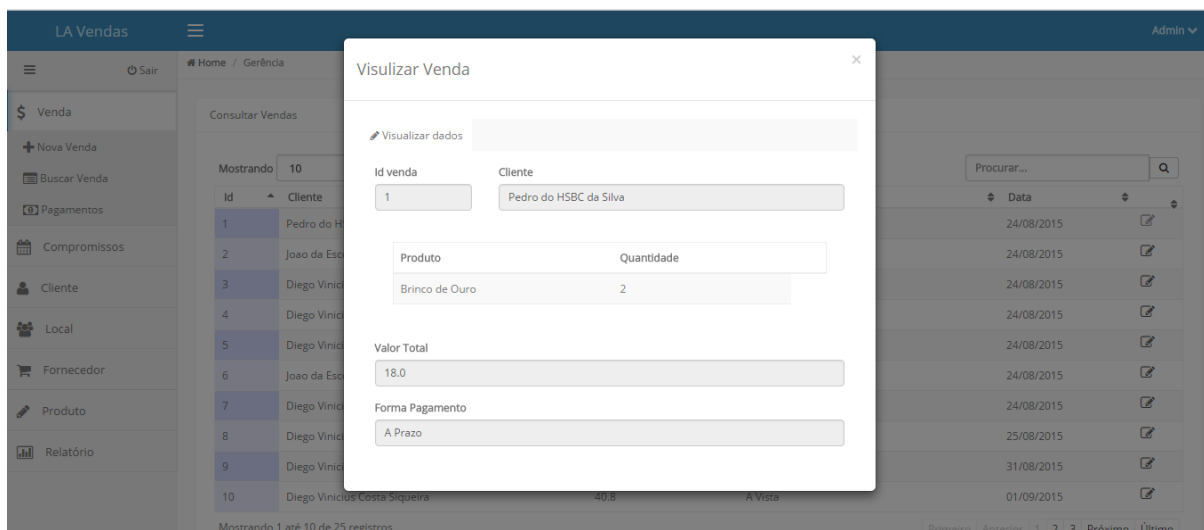 LA Vendas
Admin
Sair
Home / Gerência
Visulizar Venda
×
$ Venda
Consultar Vendas
Visualizar dados
Nova Venda
Mostrando 10
Procurar...
Id venda Cliente
Buscar Venda
1 Pedro do HSBC da Silva
Id Cliente Data
Pagamentos
1 Pedro do H 24/08/2015
Compromissos
2 Joao da Esc 24/08/2015
Produto Quantidade
Cliente
3 Diego Vinici 24/08/2015
Brinco de Ouro 2
4 Diego Vinici 24/08/2015
Local
5 Diego Vinici 24/08/2015
Valor Total
Fornecedor
6 Joao da Esc 24/08/2015
18.0
7 Diego Vinici 24/08/2015
Forma Pagamento
Produto
8 Diego Vinici 25/08/2015
A Prazo
Relatório
9 Diego Vinici 31/08/2015
10 Diego Vinicius Costa Siqueira 40.8 A Vista 01/09/2015
Mostrando 1 até 10 de 25 registros
Primeiro Anterior 1 2 3 Próximo Último